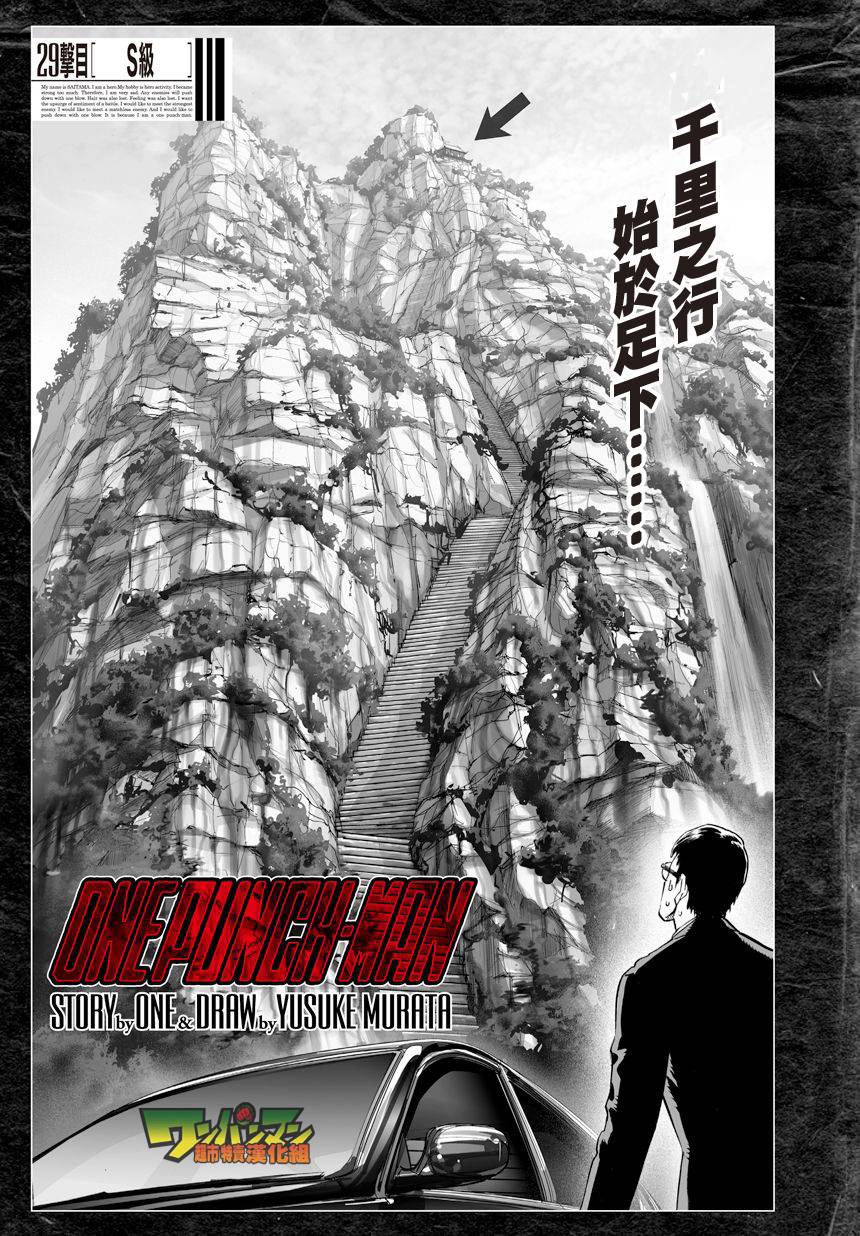 29撃目[ S級 ]
My name is SAITAMA. I am a hero.My hobby is hero activity. I became
strong too much. Therefore, I am very sad. Any enemies will push
down with one blow. Hair was also lost. Feeling was also lost. I want
the upsurge of sentiment of a battle. I would like to meet the strongest
enemy. I would like to meet a matchless enemy. And I would like to
push down with one blow. It is because I am a one punch-man.
千里之行
始於足下……
ONE PUNCH-MAN
STORY by ONE & DRAW by YUSUKE MURATA
ワンパンマン
超市特賣漢化組